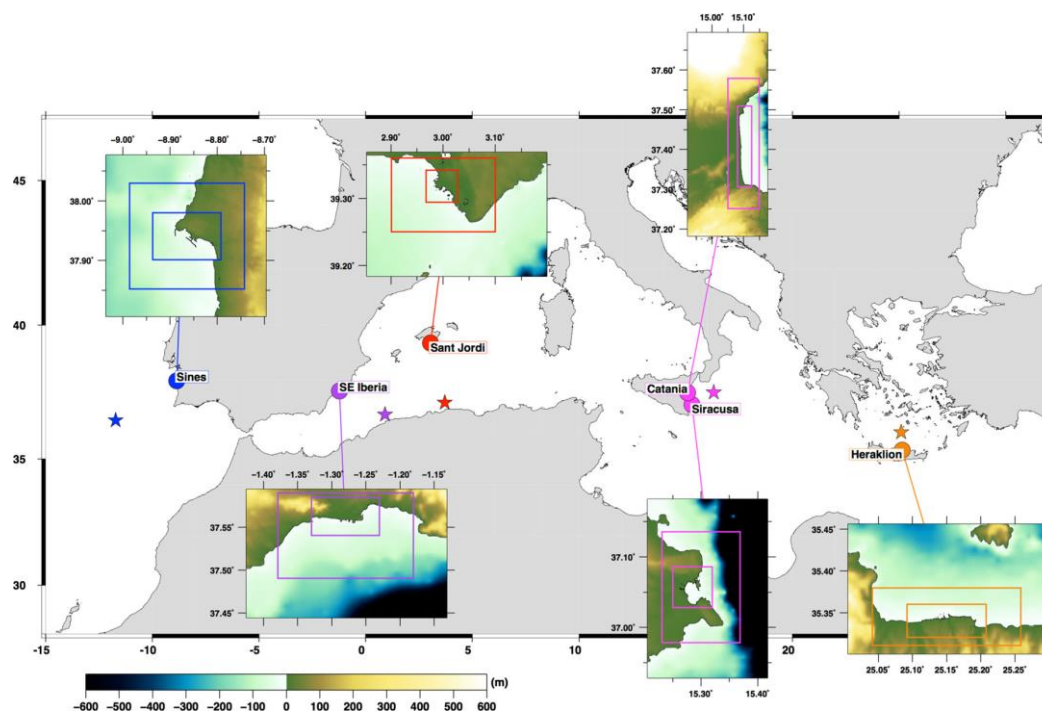 15.00˚ 15.10˚
37.60˚
37.50˚
37.40˚
37.30˚
37.20˚
−9.00˚ −8.90˚ −8.80˚ −8.70˚
38.00˚
37.90˚
2.90˚ 3.00˚ 3.10˚
39.30˚
39.20˚
45
40
35
30
Sines
Sant Jordi
SE Iberia
Catania
Siracusa
Heraklion
−1.40˚ −1.35˚ −1.30˚ −1.25˚ −1.20˚ −1.15˚
37.55˚
37.50˚
37.45˚
37.10˚
37.00˚
15.30˚ 15.40˚
35.45˚
35.40˚
35.35˚
35.30˚
25.05 25.10˚ 25.15˚ 25.20˚ 25.25˚
−15 −10 −5 0 5 10 20
−600 −500 −400 −300 −200 −100 0 100 200 300 400 500 600
(m)